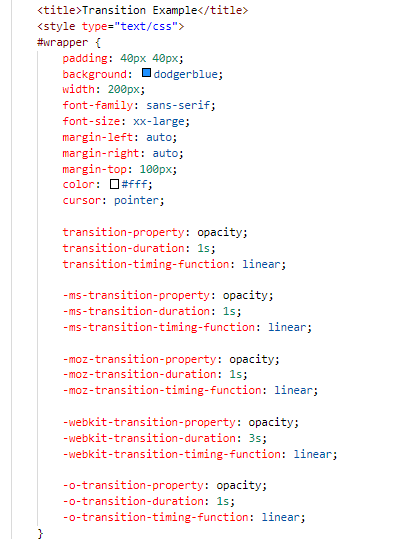 <title>Transition Example</title>
<style type="text/css">
#wrapper {
padding: 40px 40px;
background: dodgerblue;
width: 200px;
font-family: sans-serif;
font-size: xx-large;
margin-left: auto;
margin-right: auto;
margin-top: 100px;
color: #fff;
cursor: pointer;
transition-property: opacity;
transition-duration: 1s;
transition-timing-function: linear;
-ms-transition-property: opacity;
-ms-transition-duration: 1s;
-ms-transition-timing-function: linear;
-moz-transition-property: opacity;
-moz-transition-duration: 1s;
-moz-transition-timing-function: linear;
-webkit-transition-property: opacity;
-webkit-transition-duration: 3s;
-webkit-transition-timing-function: linear;
-o-transition-property: opacity;
-o-transition-duration: 1s;
-o-transition-timing-function: linear;
}